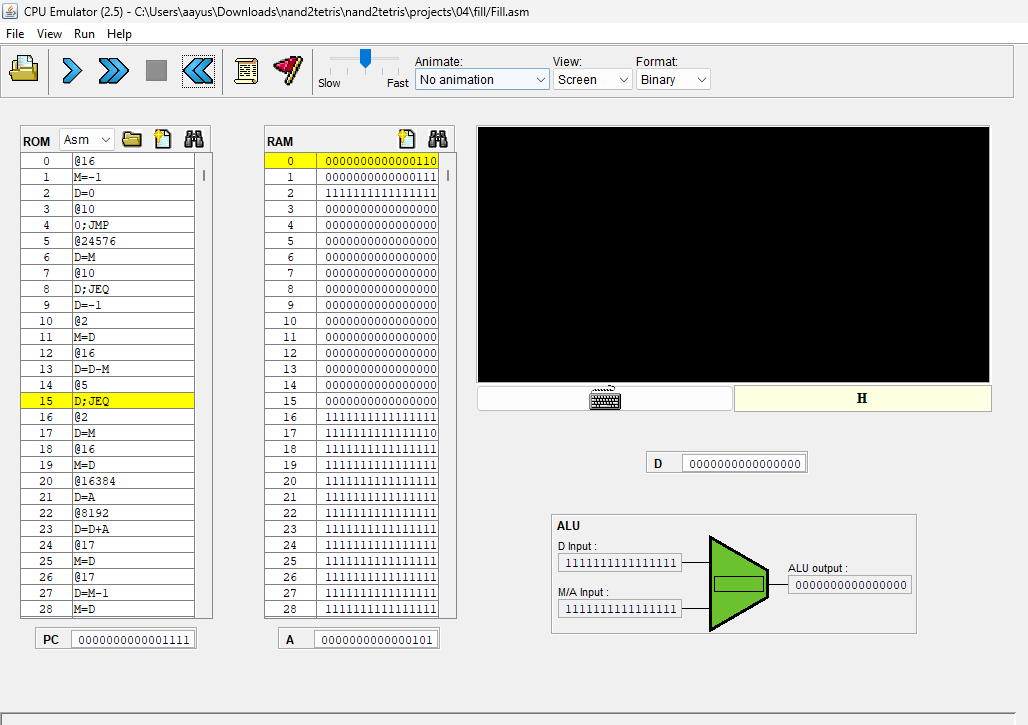 CPU Emulator (2.5) - C:\Users\aayus\Downloads\nand2tetris\nand2tetris\projects\04\fill/Fill.asm
File View Run Help
Slow Fast
Animate: View: Format:
No animation Screen Binary
ROM Asm
0 @16
1 M=-1
2 D=0
3 @10
4 0;JMP
5 @24576
6 D=M
7 @10
8 D;JEQ
9 D=-1
10 @2
11 M=D
12 @16
13 D=D-M
14 @5
15 D;JEQ
16 @2
17 D=M
18 @16
19 M=D
20 @16384
21 D=A
22 @8192
23 D=D+A
24 @17
25 M=D
26 @17
27 D=M-1
28 M=D
PC 0000000000001111
RAM
0 0000000000000110
1 0000000000000111
2 1111111111111111
3 0000000000000000
4 0000000000000000
5 0000000000000000
6 0000000000000000
7 0000000000000000
8 0000000000000000
9 0000000000000000
10 0000000000000000
11 0000000000000000
12 0000000000000000
13 0000000000000000
14 0000000000000000
15 0000000000000000
16 1111111111111111
17 1111111111111110
18 1111111111111111
19 1111111111111111
20 1111111111111111
21 1111111111111111
22 1111111111111111
23 1111111111111111
24 1111111111111111
25 1111111111111111
26 1111111111111111
27 1111111111111111
28 1111111111111111
A 0000000000000101
H
D 0000000000000000
ALU
D Input :
1111111111111111
M/A Input :
1111111111111111
ALU output :
0000000000000000